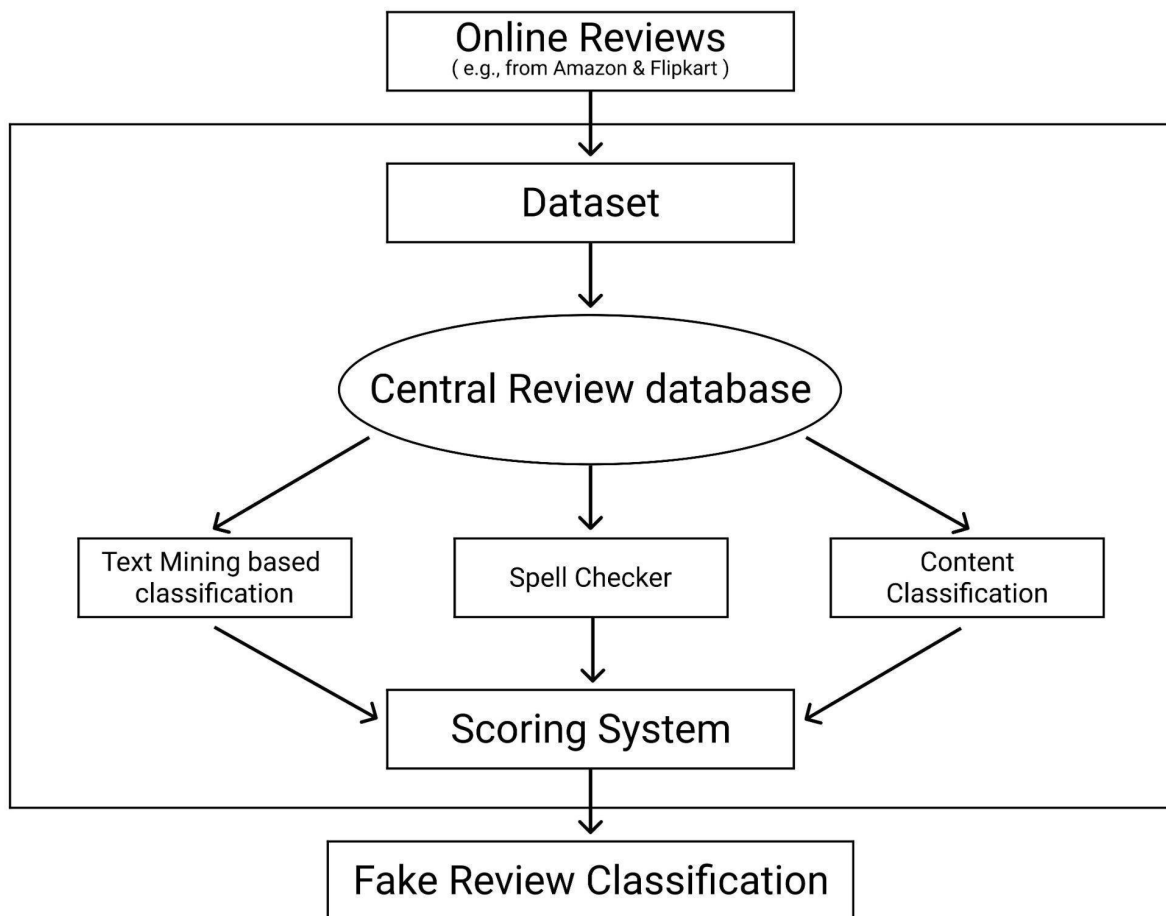 Online Reviews
( e.g., from Amazon & Flipkart )
Dataset
Central Review database
Text Mining based
classification
Spell Checker
Content
Classification
Scoring System
Fake Review Classification